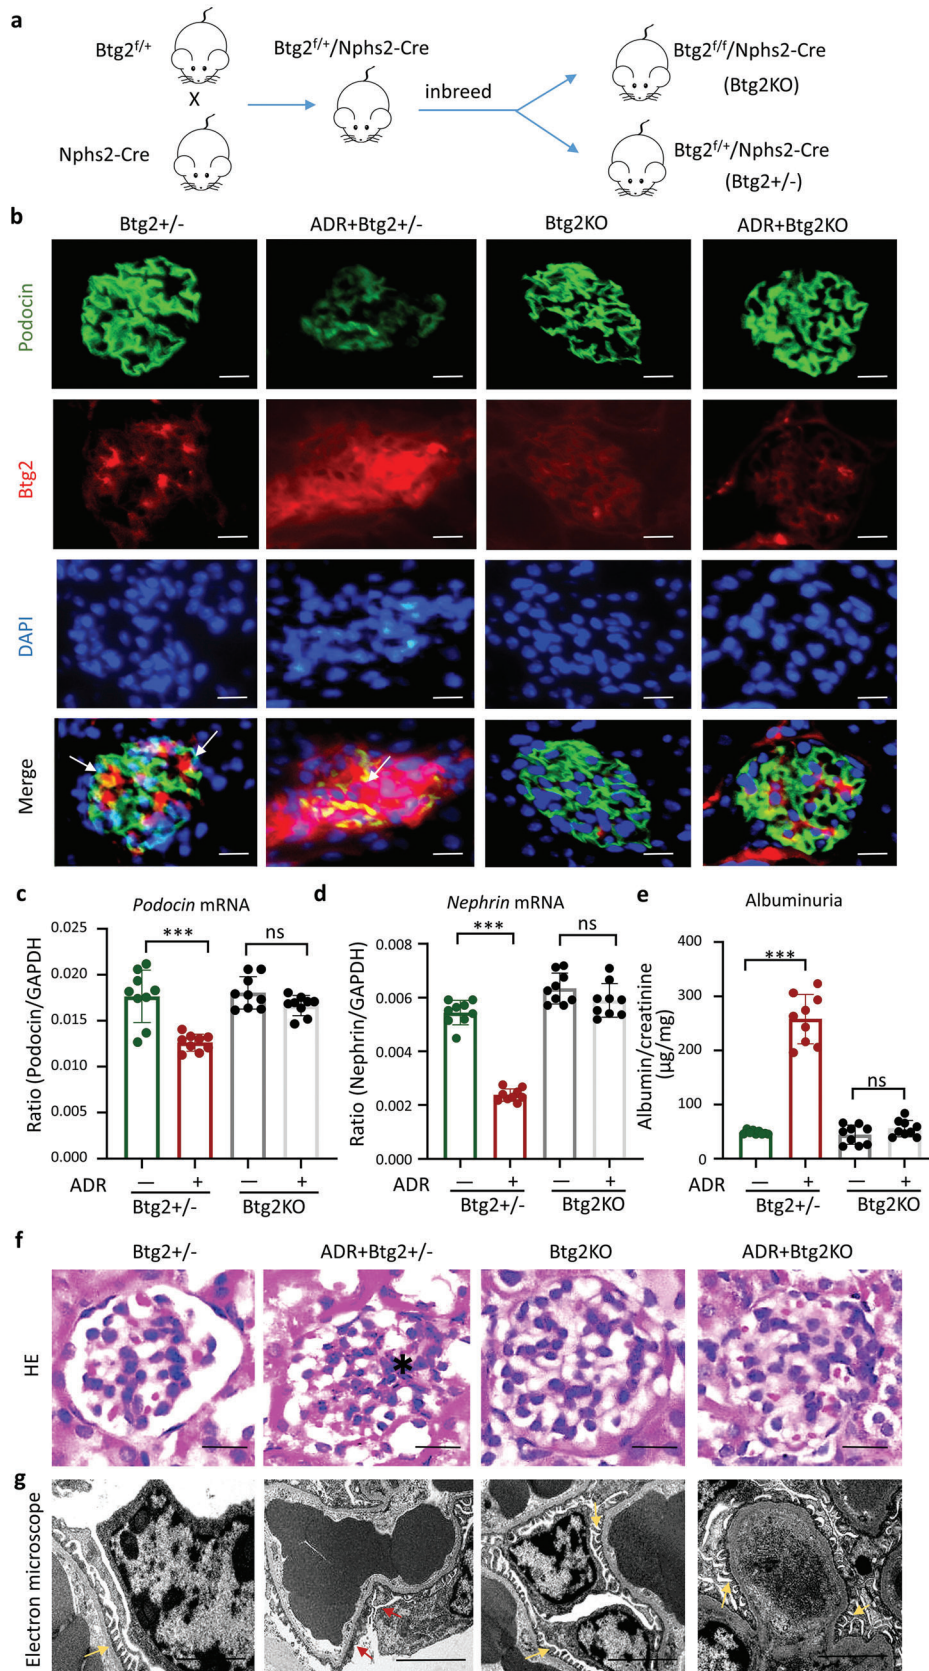 a
Btg2f/+
X
Nphs2-Cre
Btg2f/+/Nphs2-Cre
inbreed
Btg2f/f/Nphs2-Cre
(Btg2KO)
Btg2f/+/Nphs2-Cre
(Btg2+/-)
b
Btg2+/- ADR+Btg2+/- Btg2KO ADR+Btg2KO
Podocin
Btg2
DAPI
Merge
c
Podocin mRNA
Ratio (Podocin/GAPDH)
0.025
0.020
0.015
0.010
0.005
0.000
*** ns
ADR — + — +
Btg2+/- Btg2KO
d
Nephrin mRNA
Ratio (Nephrin/GAPDH)
0.008
0.006
0.004
0.002
0.000
*** ns
ADR — + — +
Btg2+/- Btg2KO
e
Albuminuria
Albumin/creatinine
(µg/mg)
400
300
200
100
0
*** ns
ADR — + — +
Btg2+/- Btg2KO
f
Btg2+/- ADR+Btg2+/- Btg2KO ADR+Btg2KO
HE
*
g
Electron microscope